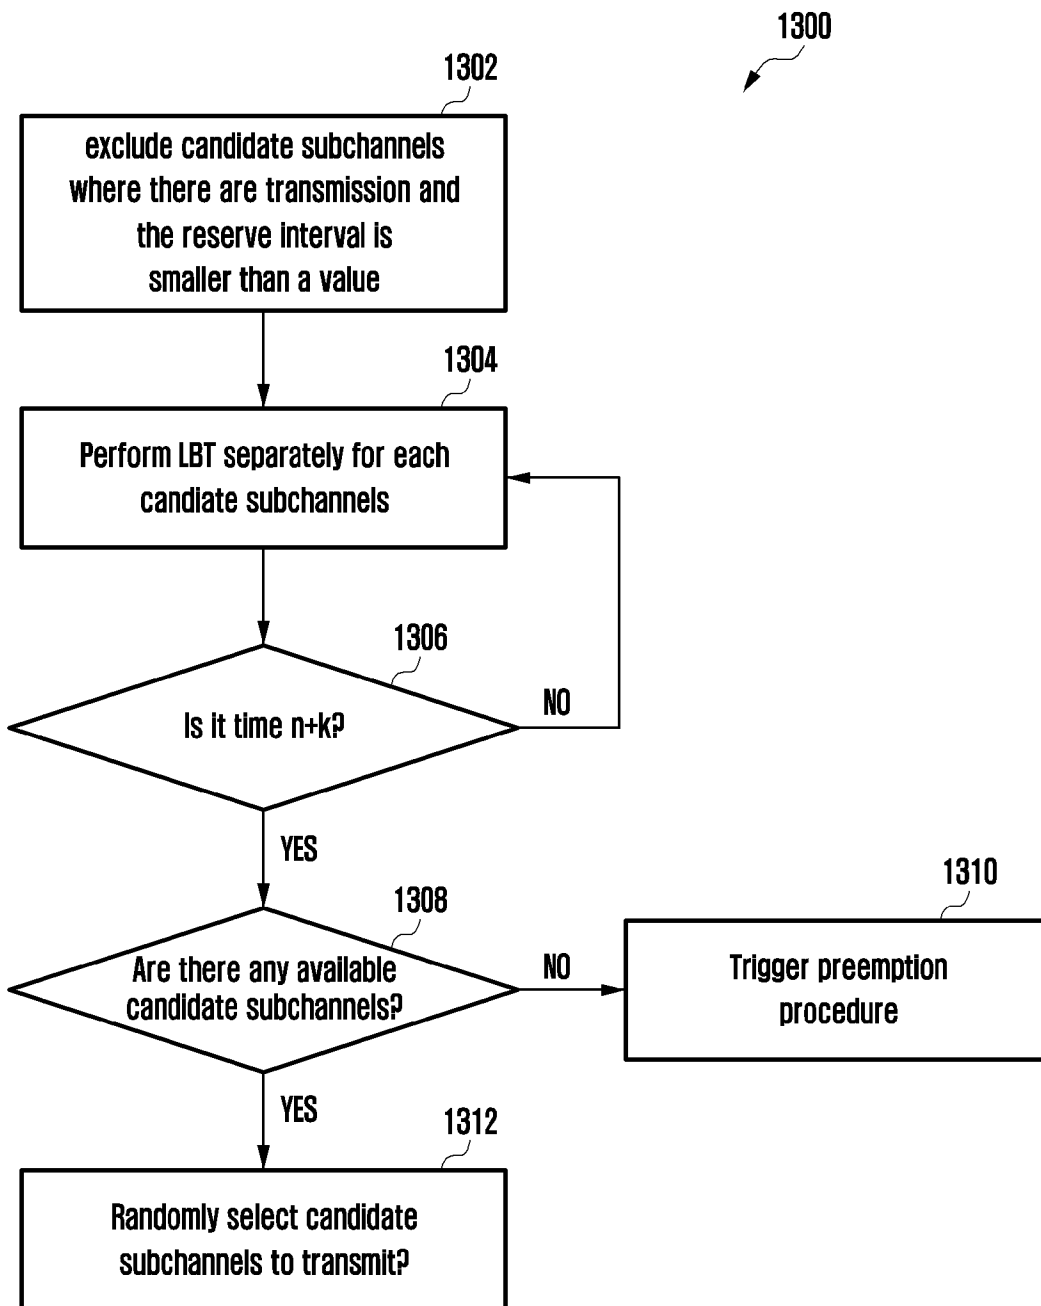 1300
1302
exclude candidate subchannels
where there are transmission and
the reserve interval is
smaller than a value
1304
Perform LBT separately for each
candiate subchannels
1306
Is it time n+k?
NO
YES
1308
Are there any available
candidate subchannels?
NO
1310
Trigger preemption
procedure
YES
1312
Randomly select candidate
subchannels to transmit?